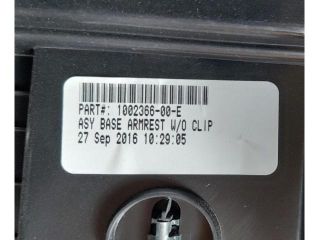 PART#: 1002366-00-E
ASY BASE ARMREST W/O CLIP
27 Sep 2016 10:29:05